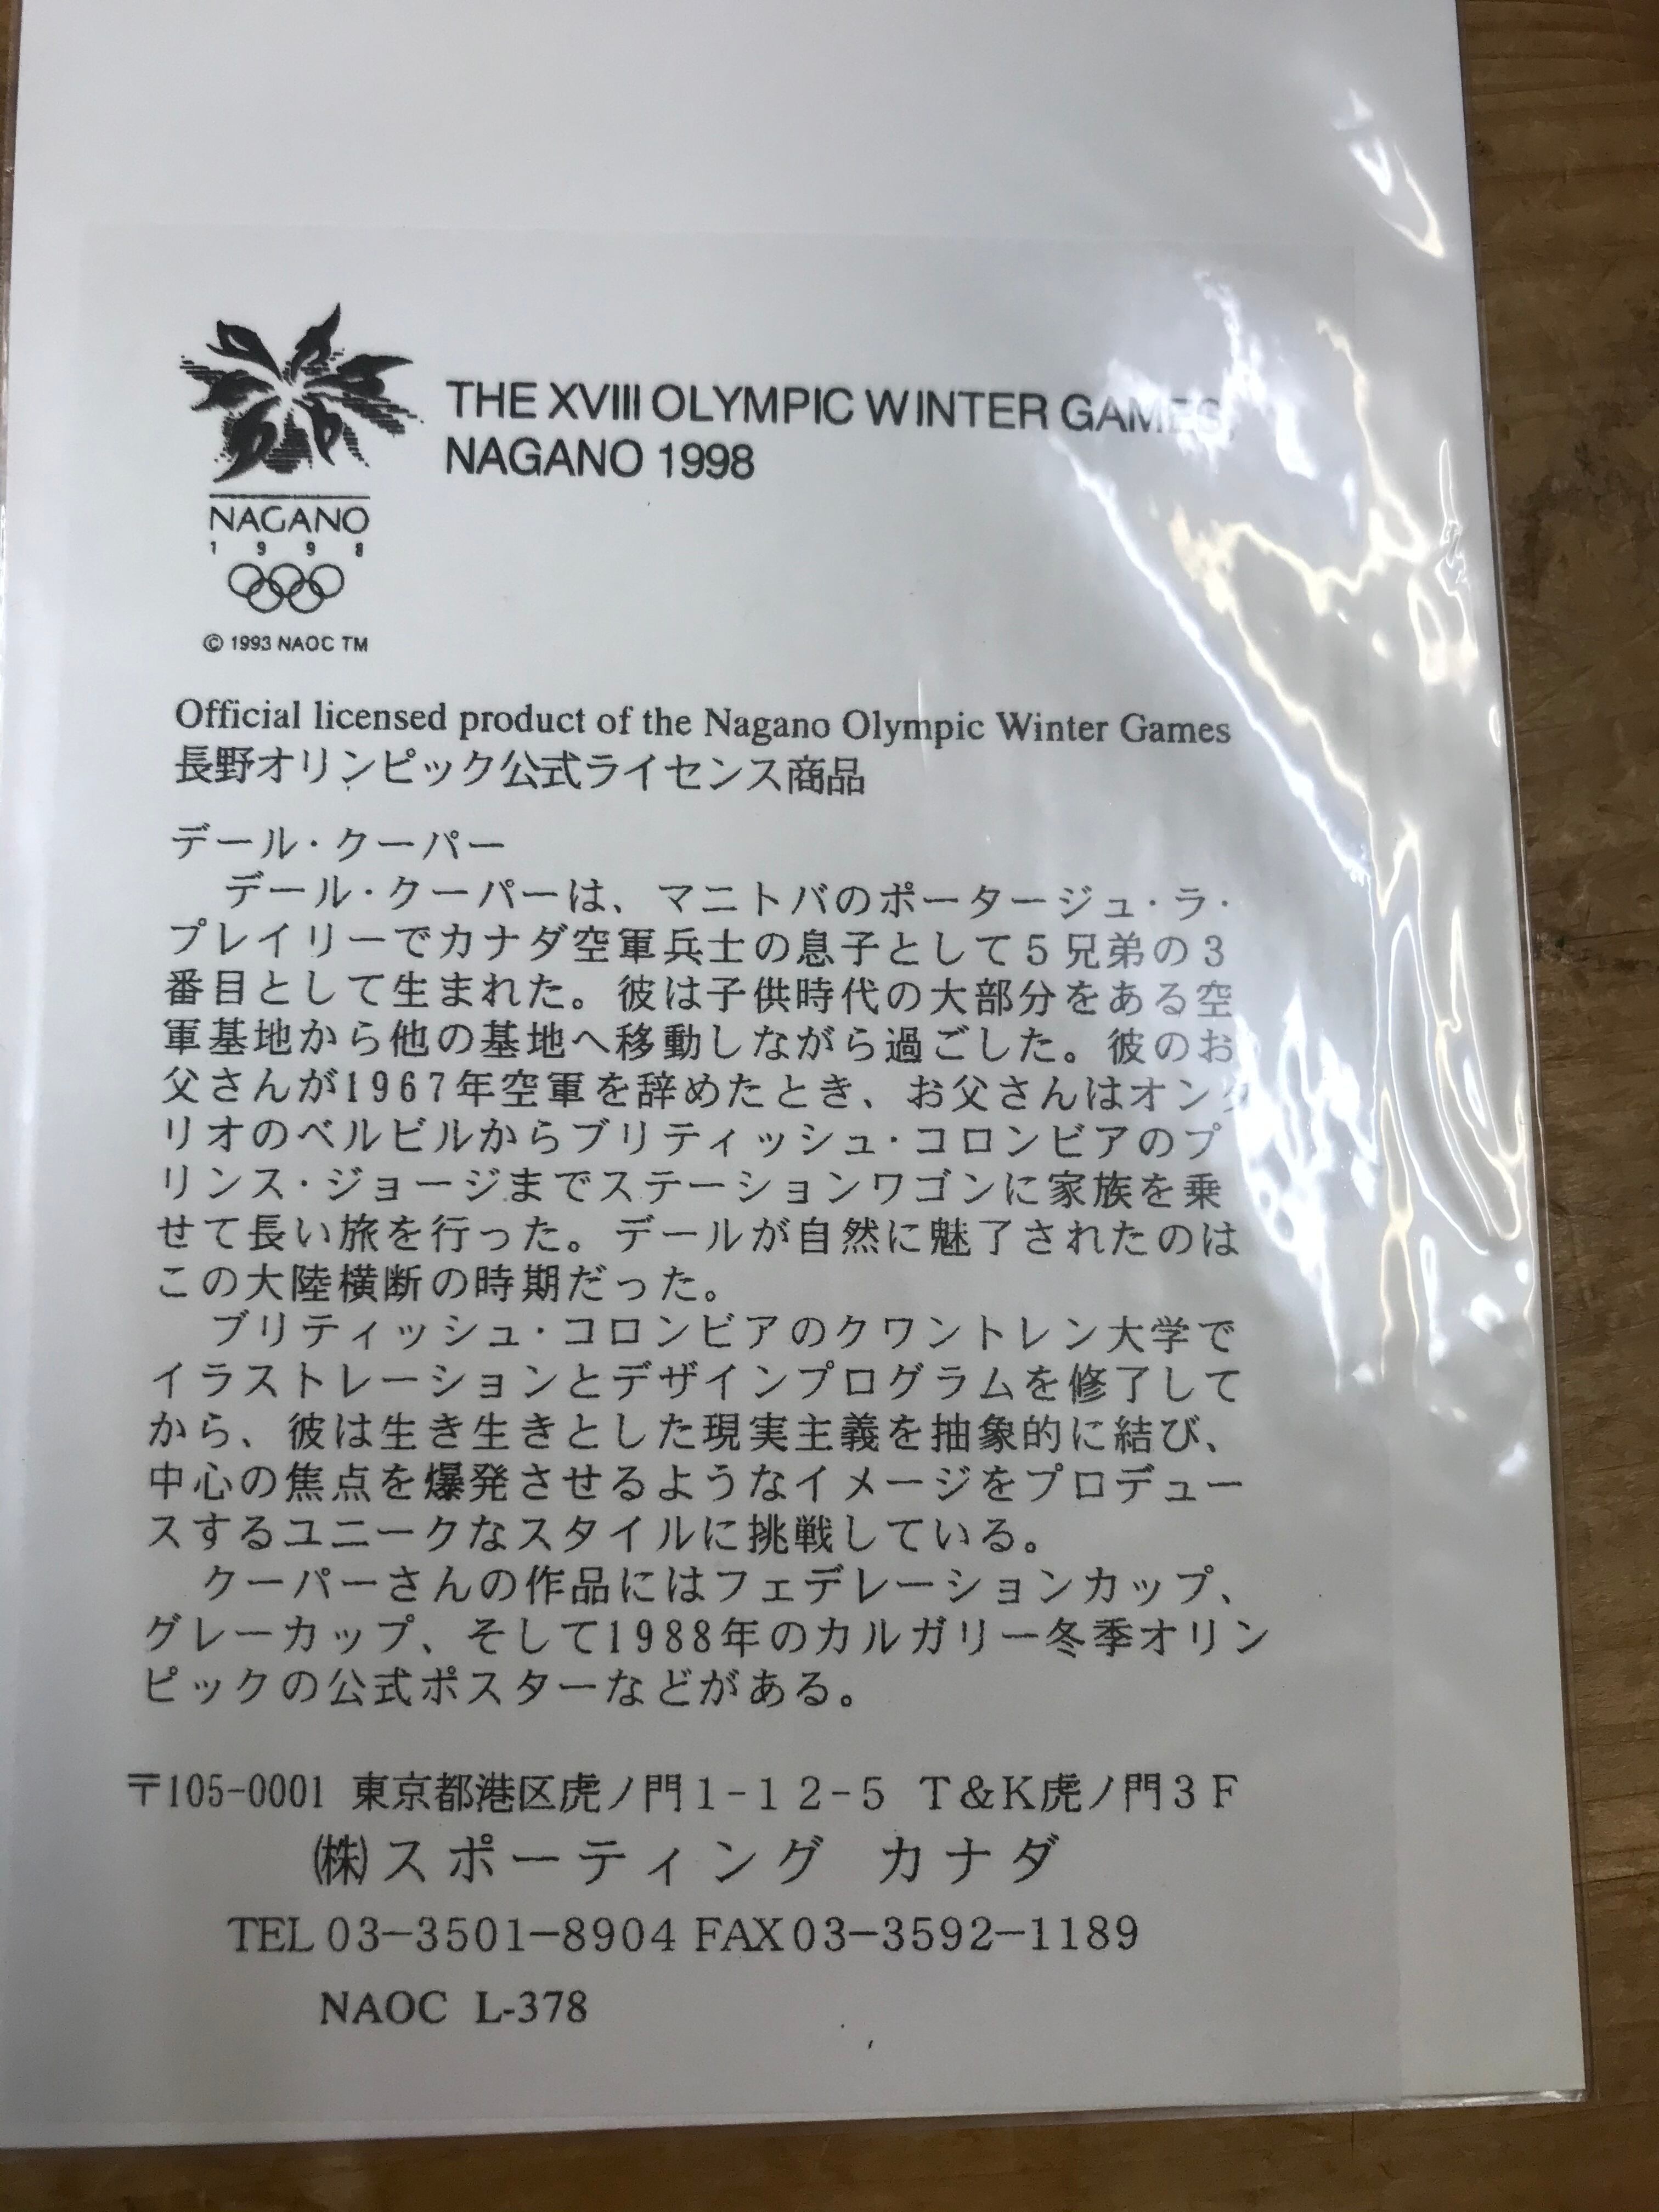 THE XVIII OLYMPIC WINTER GAMES,
NAGANO 1998
NAGANO
1998
© 1993 NAOC TM
Official licensed product of the Nagano Olympic Winter Games
長野オリンピック公式ライセンス商品
デール・クーパー
デール・クーパーは、マニトバのポータージュ・ラ・
プレイリーでカナダ空軍兵士の息子として5兄弟の3
番目として生まれた。彼は子供時代の大部分をある空
軍基地から他の基地へ移動しながら過ごした。彼のお
父さんが1967年空軍を辞めたとき、お父さんはオンタ
リオのベルビルからブリティッシュ・コロンビアのプ
リンス・ジョージまでステーションワゴンに家族を乗
せて長い旅を行った。デールが自然に魅了されたのは
この大陸横断の時期だった。
ブリティッシュ・コロンビアのクワントレン大学で
イラストレーションとデザインプログラムを修了して
から、彼は生き生きとした現実主義を抽象的に結び、
中心の焦点を爆発させるようなイメージをプロデュー
スするユニークなスタイルに挑戦している。
クーパーさんの作品にはフェデレーションカップ、
グレーカップ、そして1988年のカルガリー冬季オリン
ピックの公式ポスターなどがある。
〒105-0001 東京都港区虎ノ門1-12-5 T&K虎ノ門3F
㈱スポーティング カナダ
TEL 03-3501-8904 FAX 03-3592-1189
NAOC L-378